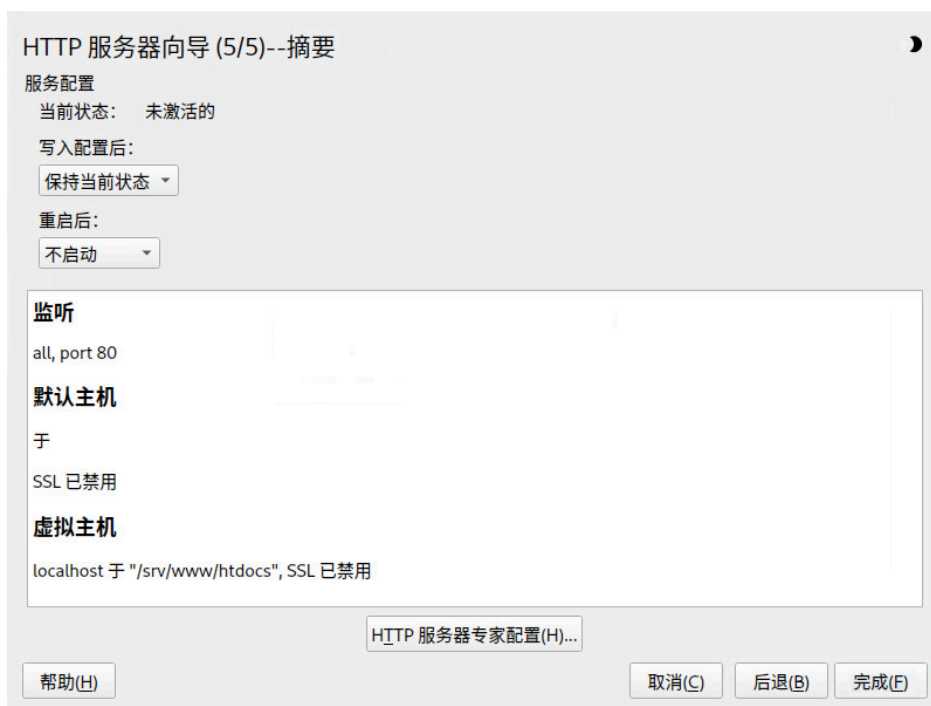 HTTP 服务器向导 (5/5)--摘要
服务配置
当前状态： 未激活的
写入配置后：
保持当前状态
重启后：
不启动
监听
all, port 80
默认主机
于
SSL 已禁用
虚拟主机
localhost 于 "/srv/www/htdocs", SSL 已禁用
HTTP 服务器专家配置(H)...
帮助(H)
取消(C)
后退(B)
完成(F)